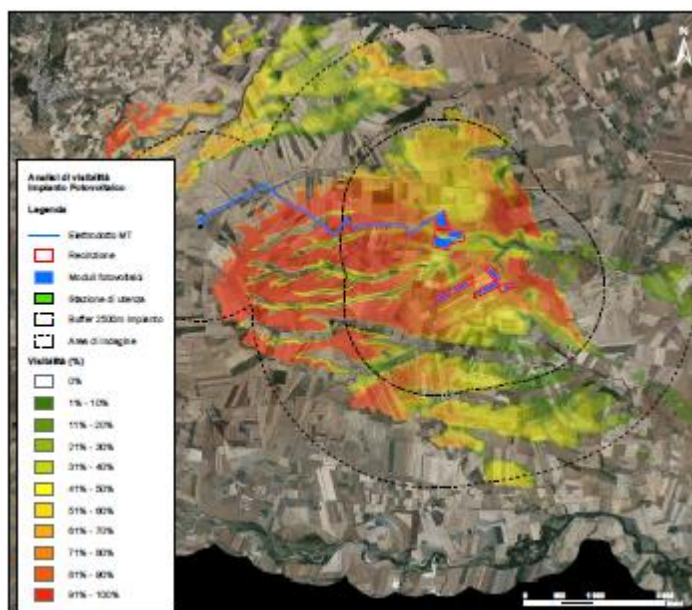 N
Analisi di visibilità
Impianto Fotovoltaico
Legenda
Elettrodotto MT
Recinzione
Moduli fotovoltaici
Stazione di utenza
Buffer 2500m Impianto
Area di Indagine
Visibilità (%)
0%
1% - 10%
11% - 20%
21% - 30%
31% - 40%
41% - 50%
51% - 60%
61% - 70%
71% - 80%
81% - 90%
91% - 100%
0